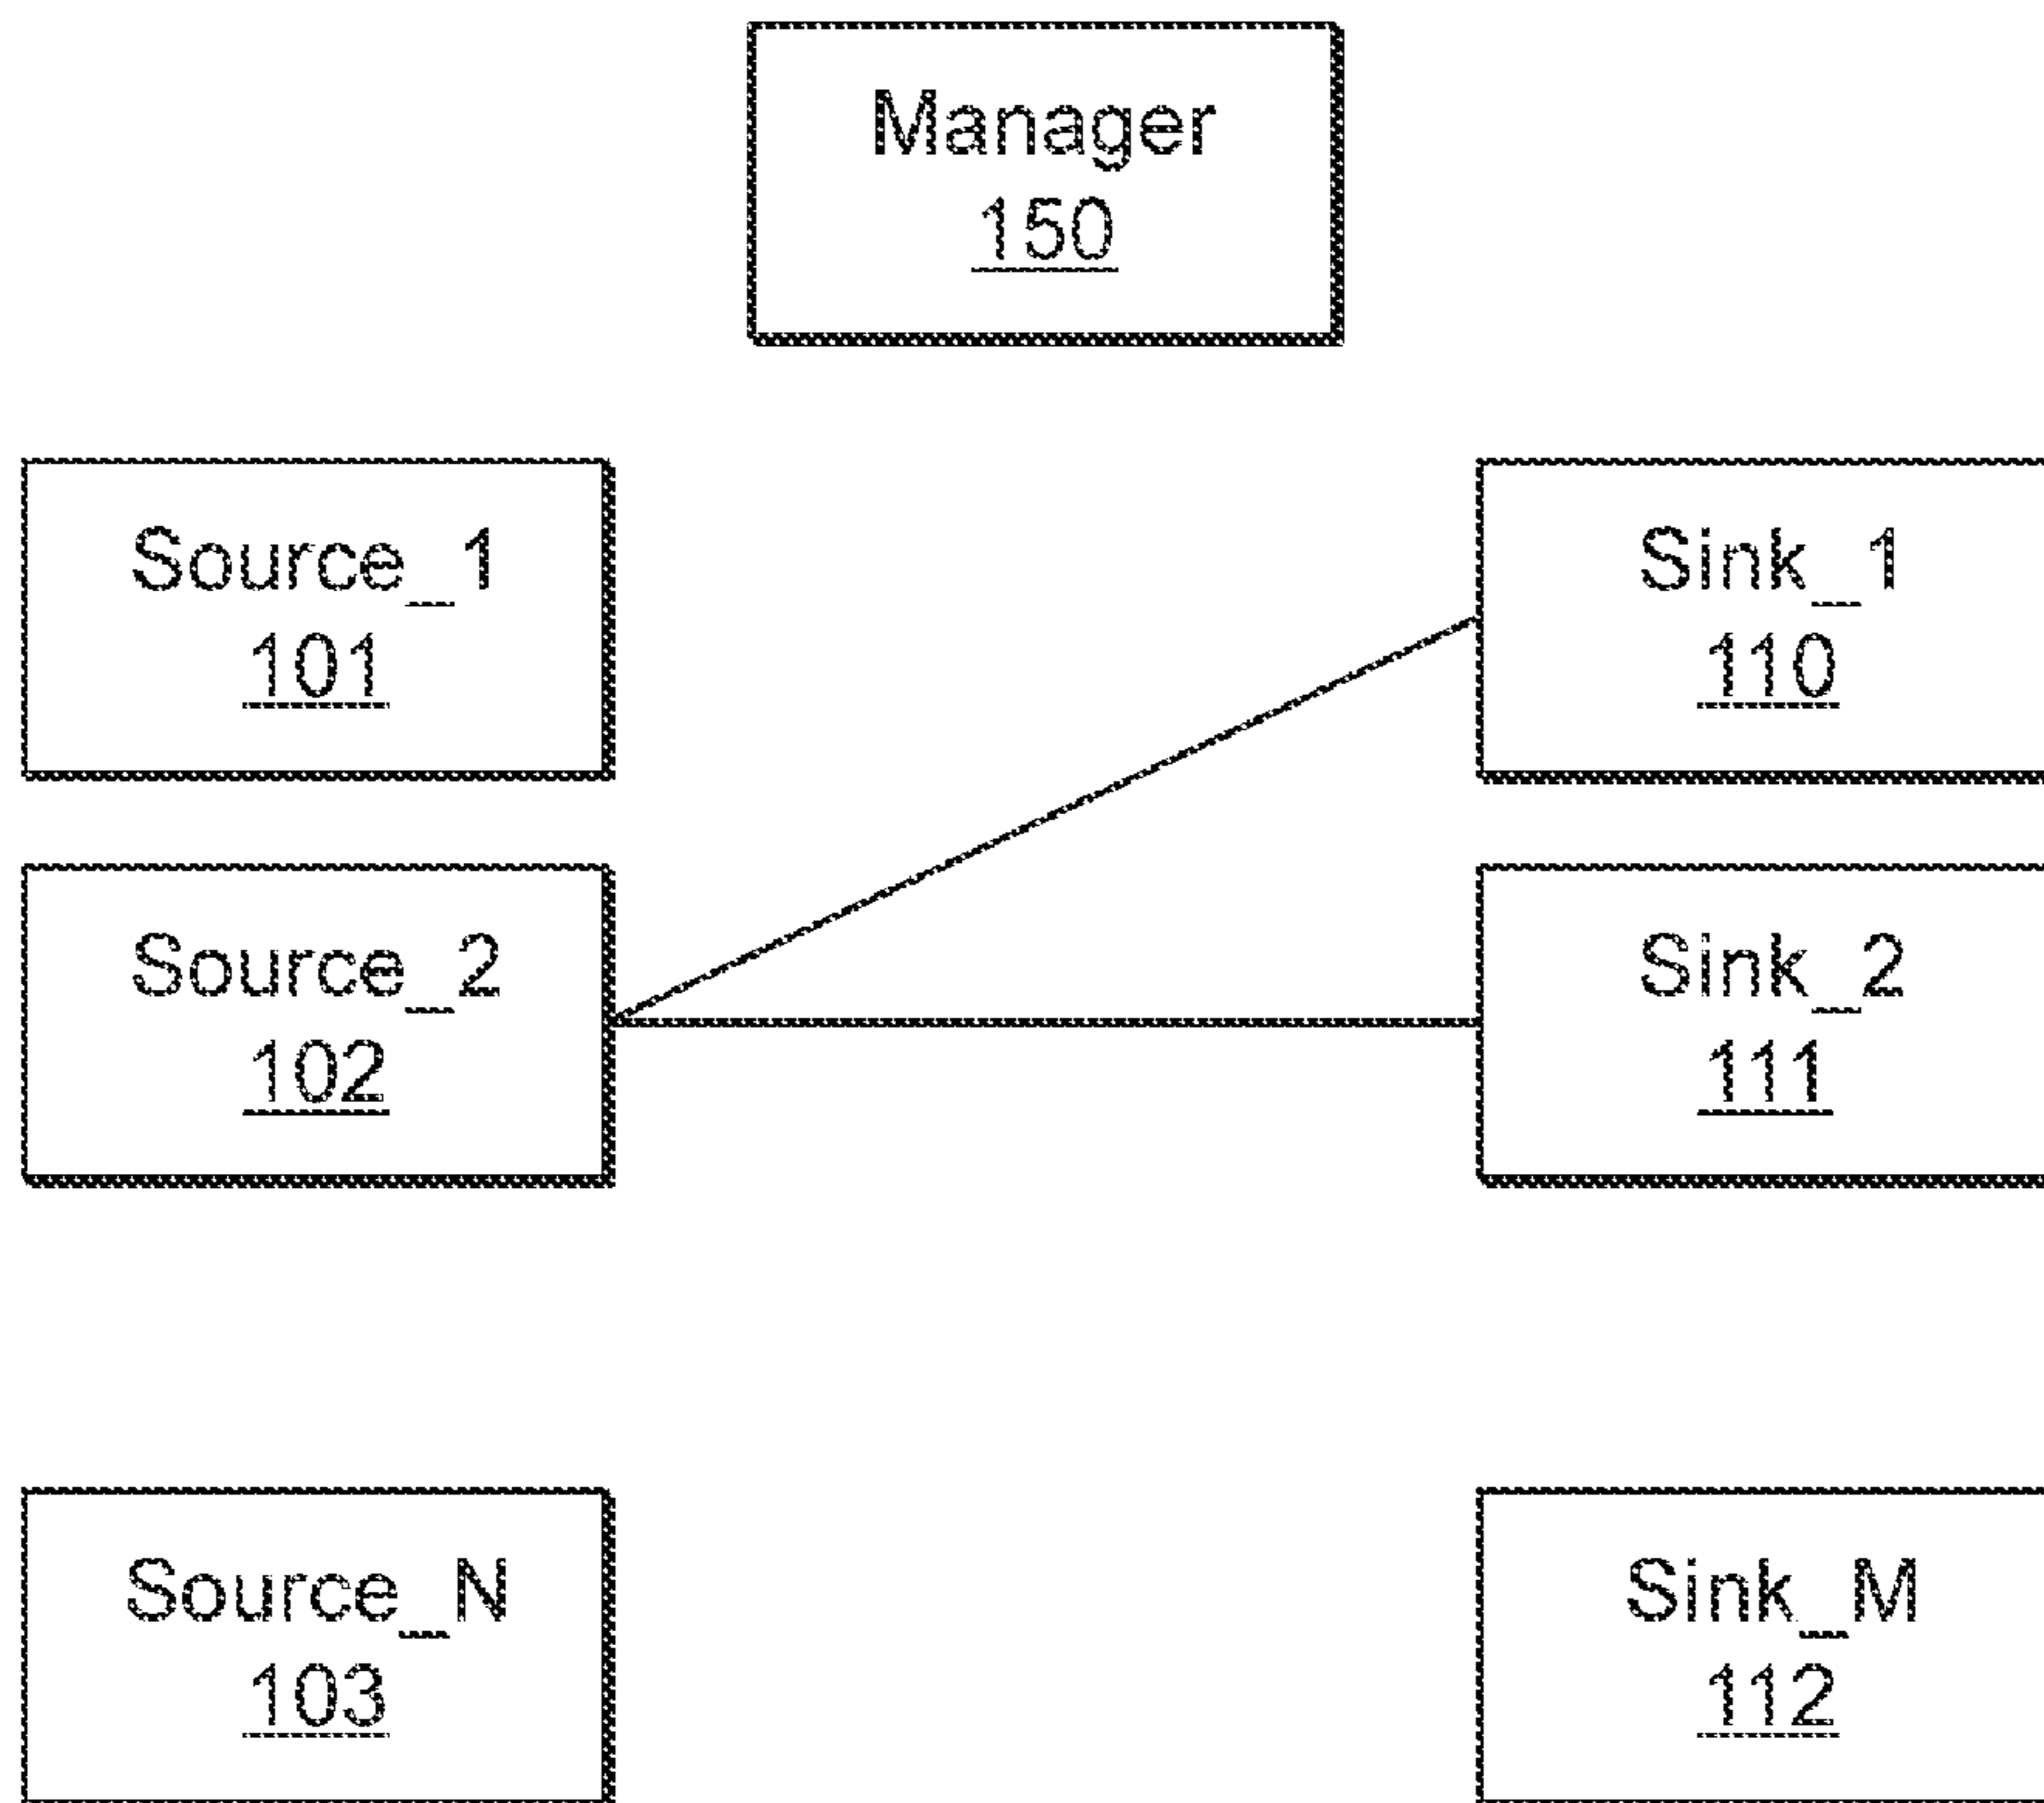 Manager
150
Source_1
101
Sink_1
110
Source_2
102
Sink_2
111
Source_N
103
Sink_M
112